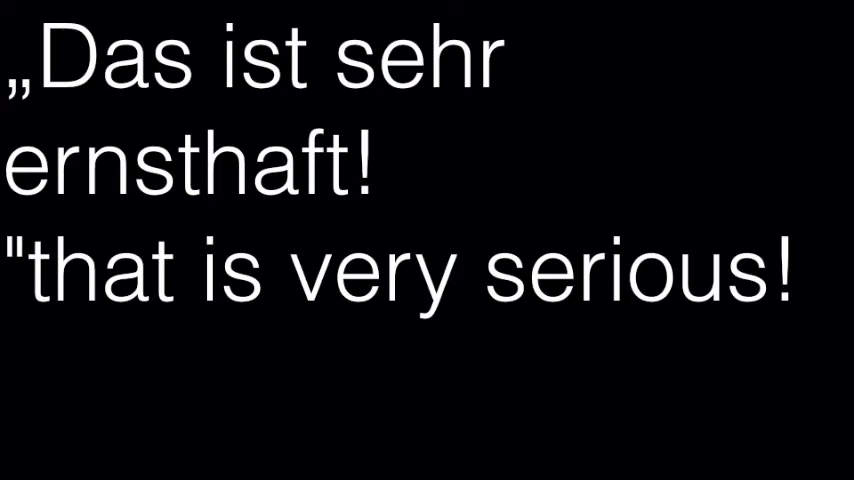 „Das ist sehr
ernsthaft!
"that is very serious!